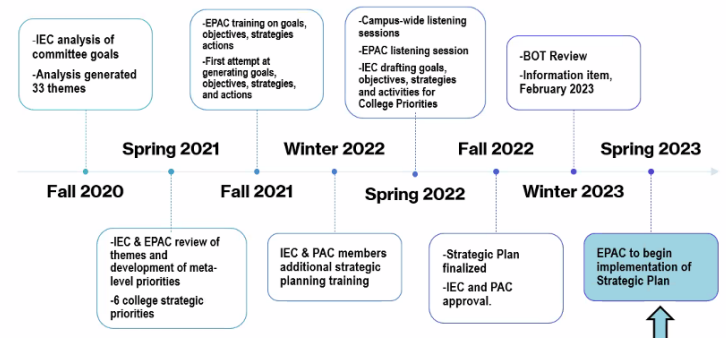 -IEC analysis of
committee goals
-Analysis generated
33 themes
-EPAC training on goals,
objectives, strategies
actions
-First attempt at
generating goals,
objectives, strategies,
and actions
-Campus-wide listening
sessions
-EPAC listening session
-IEC drafting goals,
objectives, strategies
and activities for
College Priorities
-BOT Review
-Information item,
February 2023
Spring 2021
Winter 2022
Fall 2022
Spring 2023
Fall 2020
Fall 2021
Spring 2022
Winter 2023
-IEC & EPAC review of
themes and
development of meta-
level priorities
-6 college strategic
priorities
IEC & PAC members
additional strategic
planning training
-Strategic Plan
finalized
-IEC and PAC
approval.
EPAC to begin
implementation of
Strategic Plan